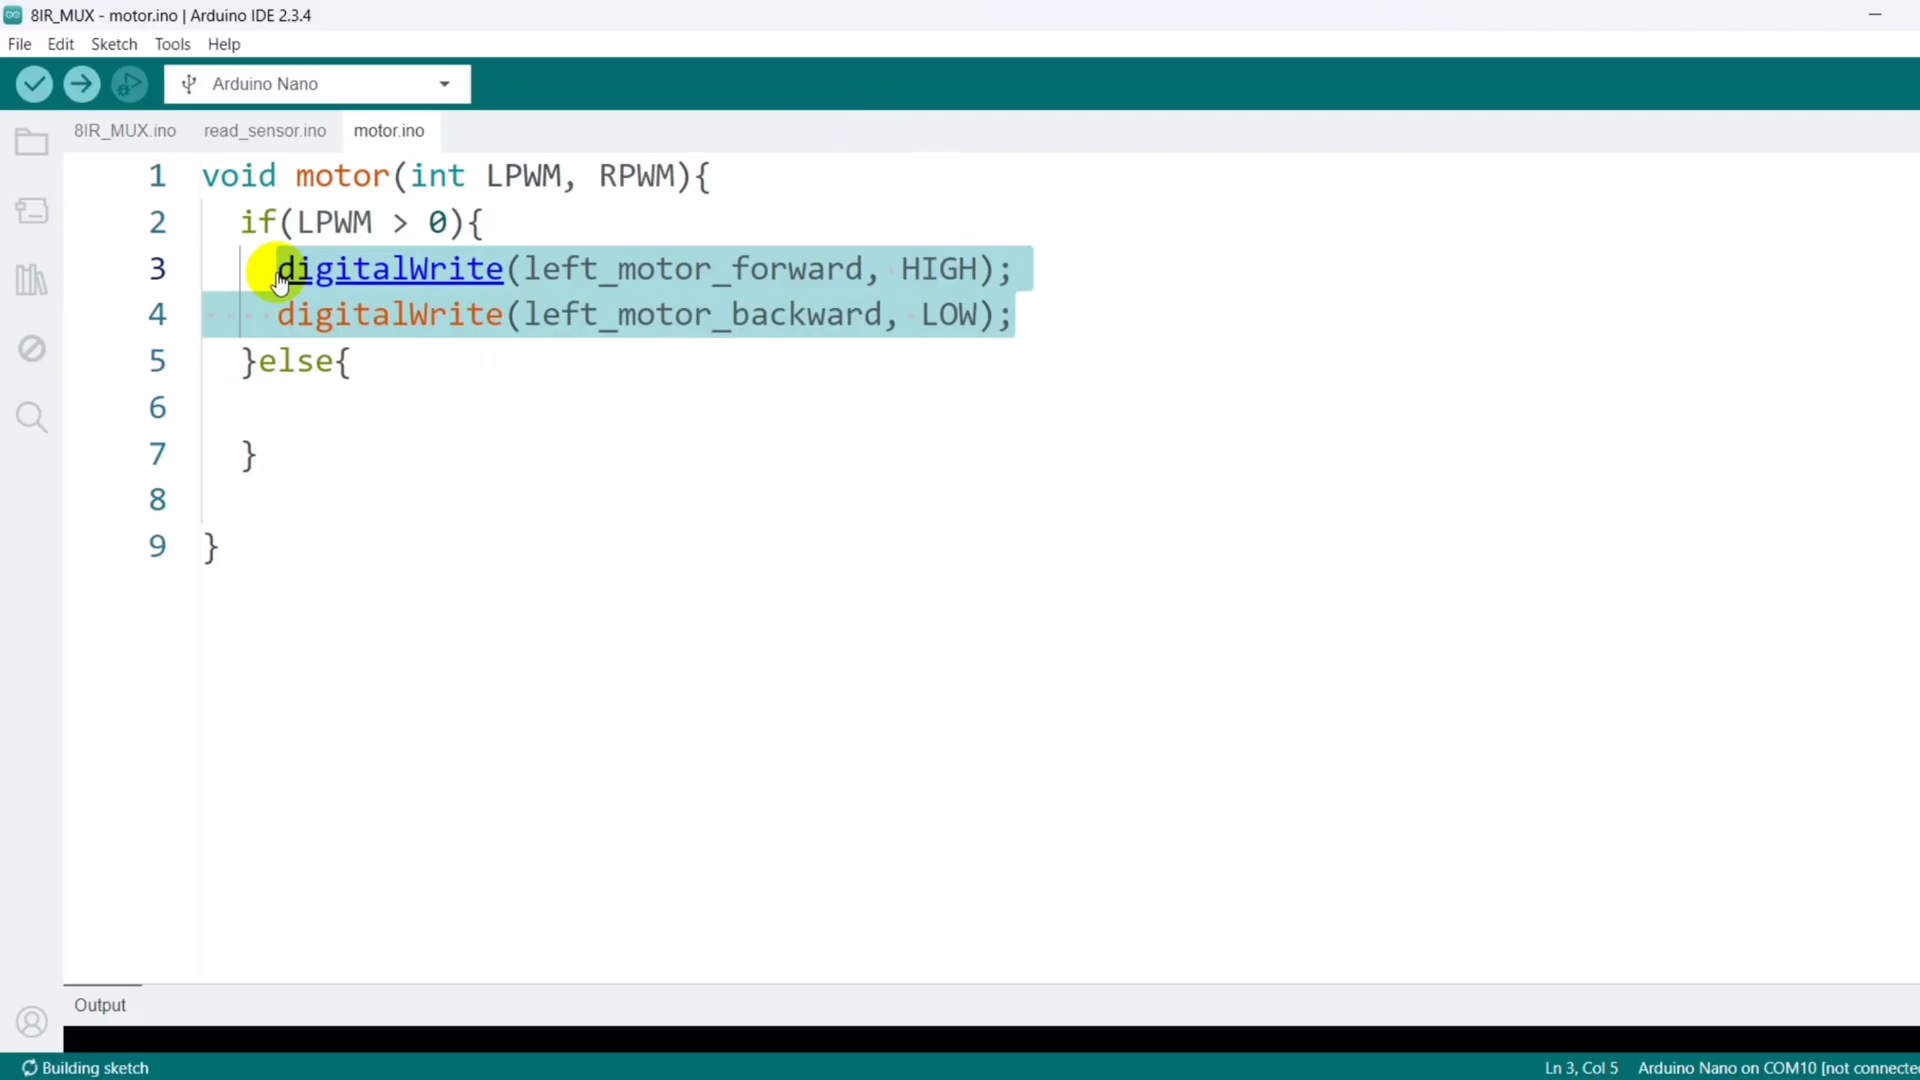 8IR_MUX - motor.ino | Arduino IDE 2.3.4
File Edit Sketch Tools Help
Arduino Nano
8IR_MUX.ino read_sensor.ino motor.ino
1 void motor(int LPWM, RPWM){
2 if(LPWM > 0){
3 digitalWrite(left_motor_forward, HIGH);
4 digitalWrite(left_motor_backward, LOW);
5 }else{
6
7 }
8
9 }
Output
Building sketch Ln 3, Col 5 Arduino Nano on COM10 [not connected